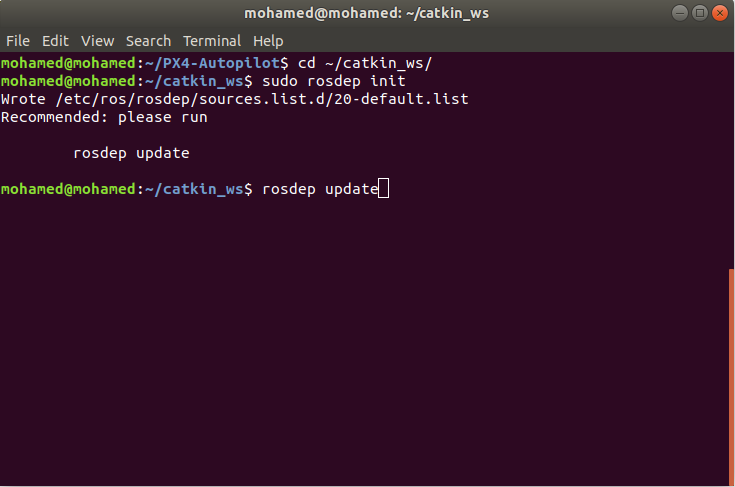 mohamed@mohamed: ~/catkin_ws
File Edit View Search Terminal Help
mohamed@mohamed:~/PX4-Autopilot$ cd ~/catkin_ws/
mohamed@mohamed:~/catkin_ws$ sudo rosdep init
Wrote /etc/ros/rosdep/sources.list.d/20-default.list
Recommended: please run
rosdep update
mohamed@mohamed:~/catkin_ws$ rosdep update